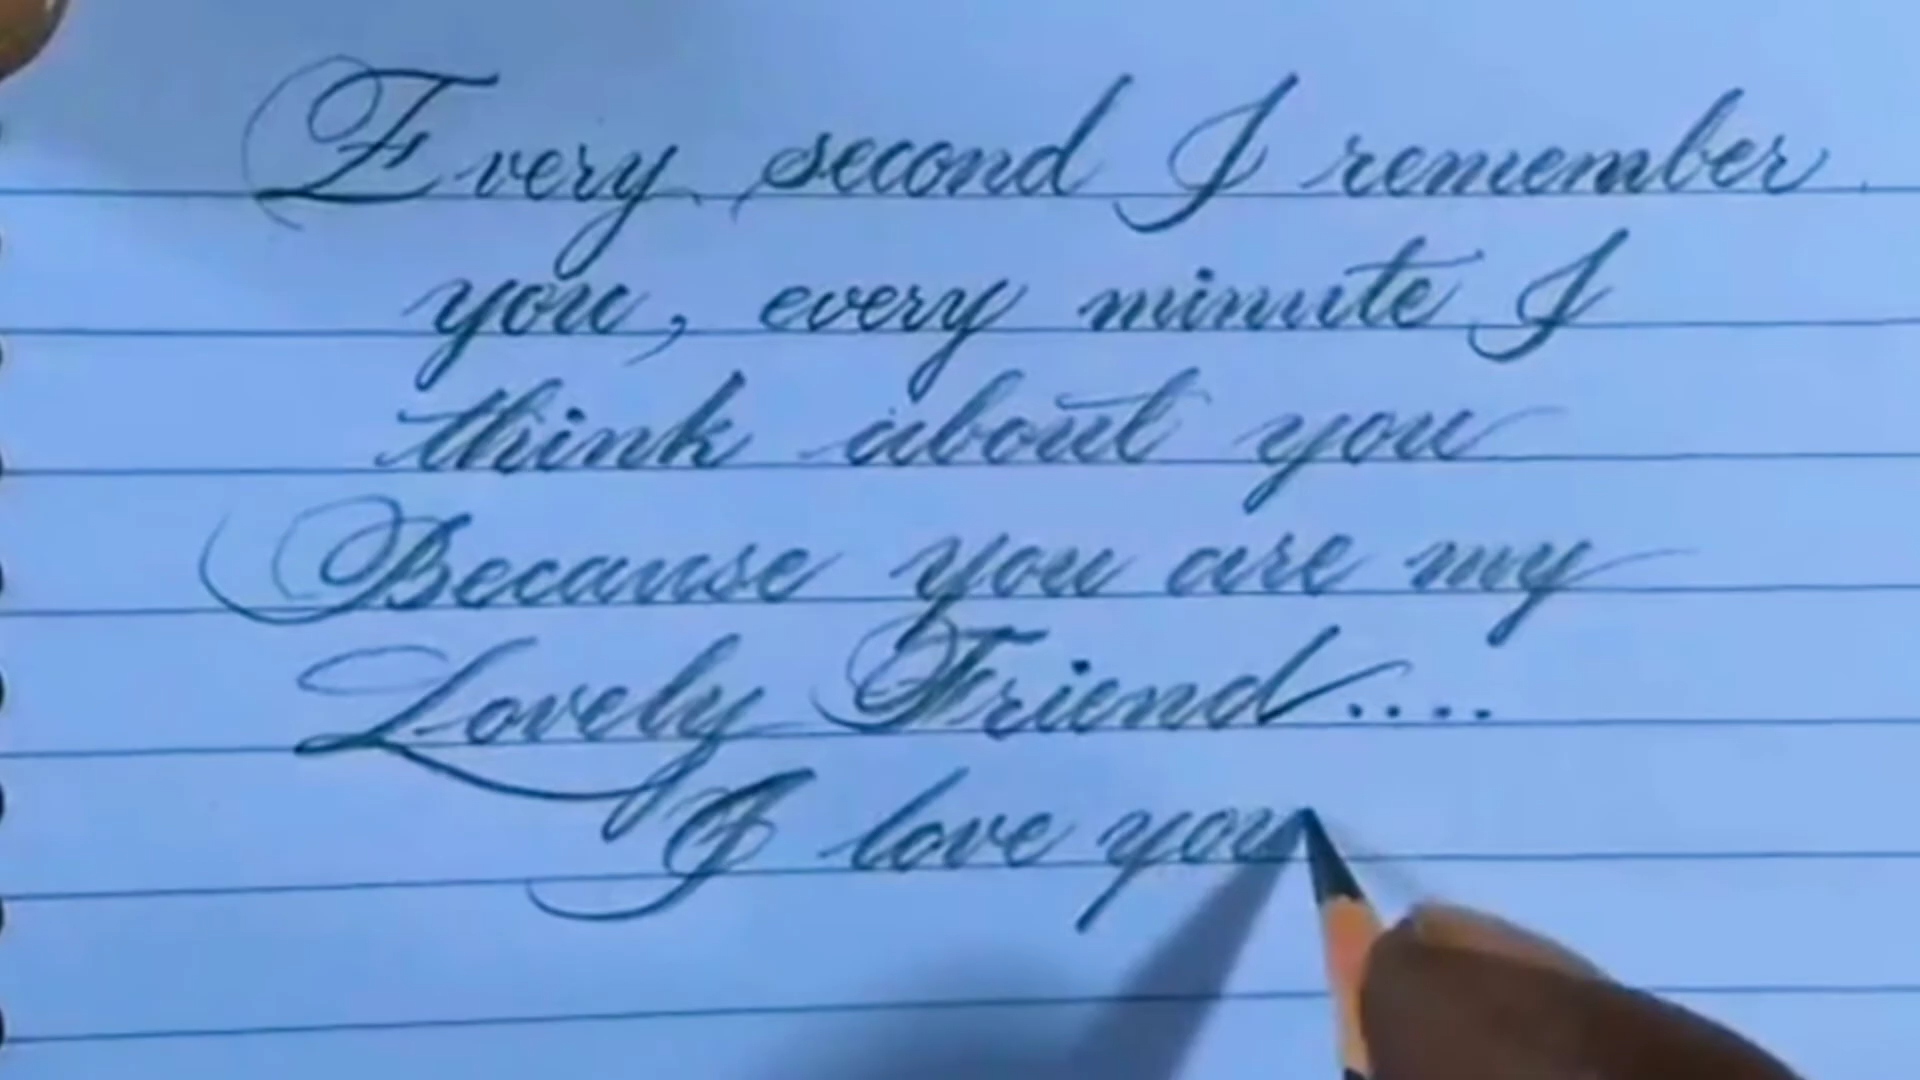 Every second I remember
you, every minute I
think about you
Because you are my
Lovely Friend....
I love you